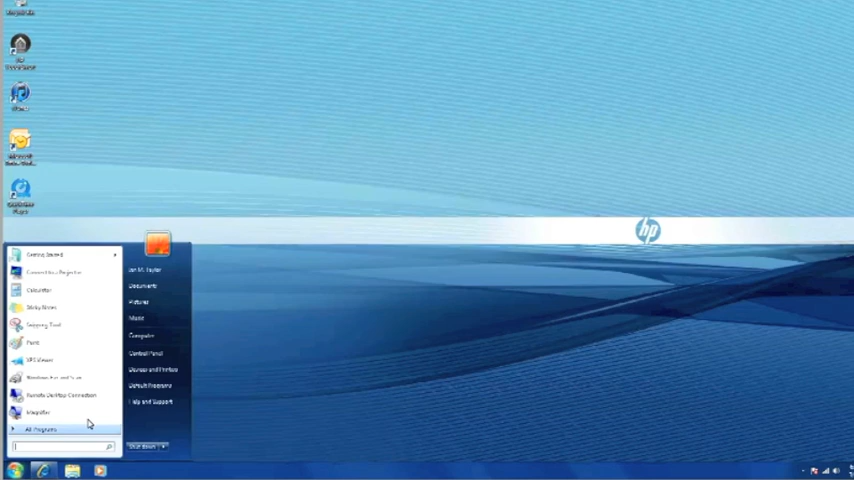 hp
Getting Started
Connect to a Projector
Calculator
Sticky Notes
Snipping Tool
Paint
XPS Viewer
Windows Fax and Scan
Remote Desktop Connection
Magnifier
All Programs
Ian M. Taylor
Documents
Pictures
Music
Computer
Control Panel
Devices and Printers
Default Programs
Help and Support
Shut down